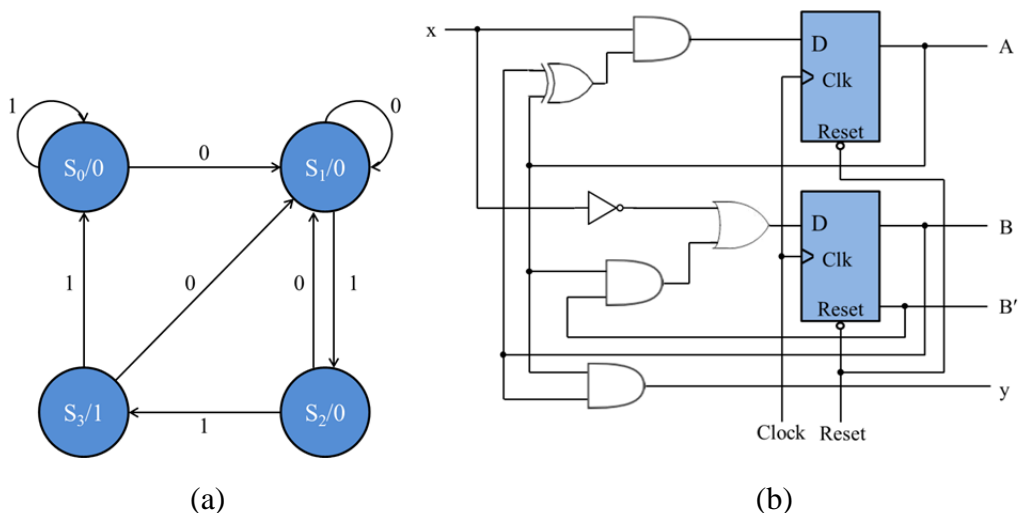 1
0
S₀/0
0
S₁/0
1
0
0
1
S₃/1
1
S₂/0
(a)
x
D
A
Clk
Reset
D
B
Clk
Reset
B′
y
Clock Reset
(b)